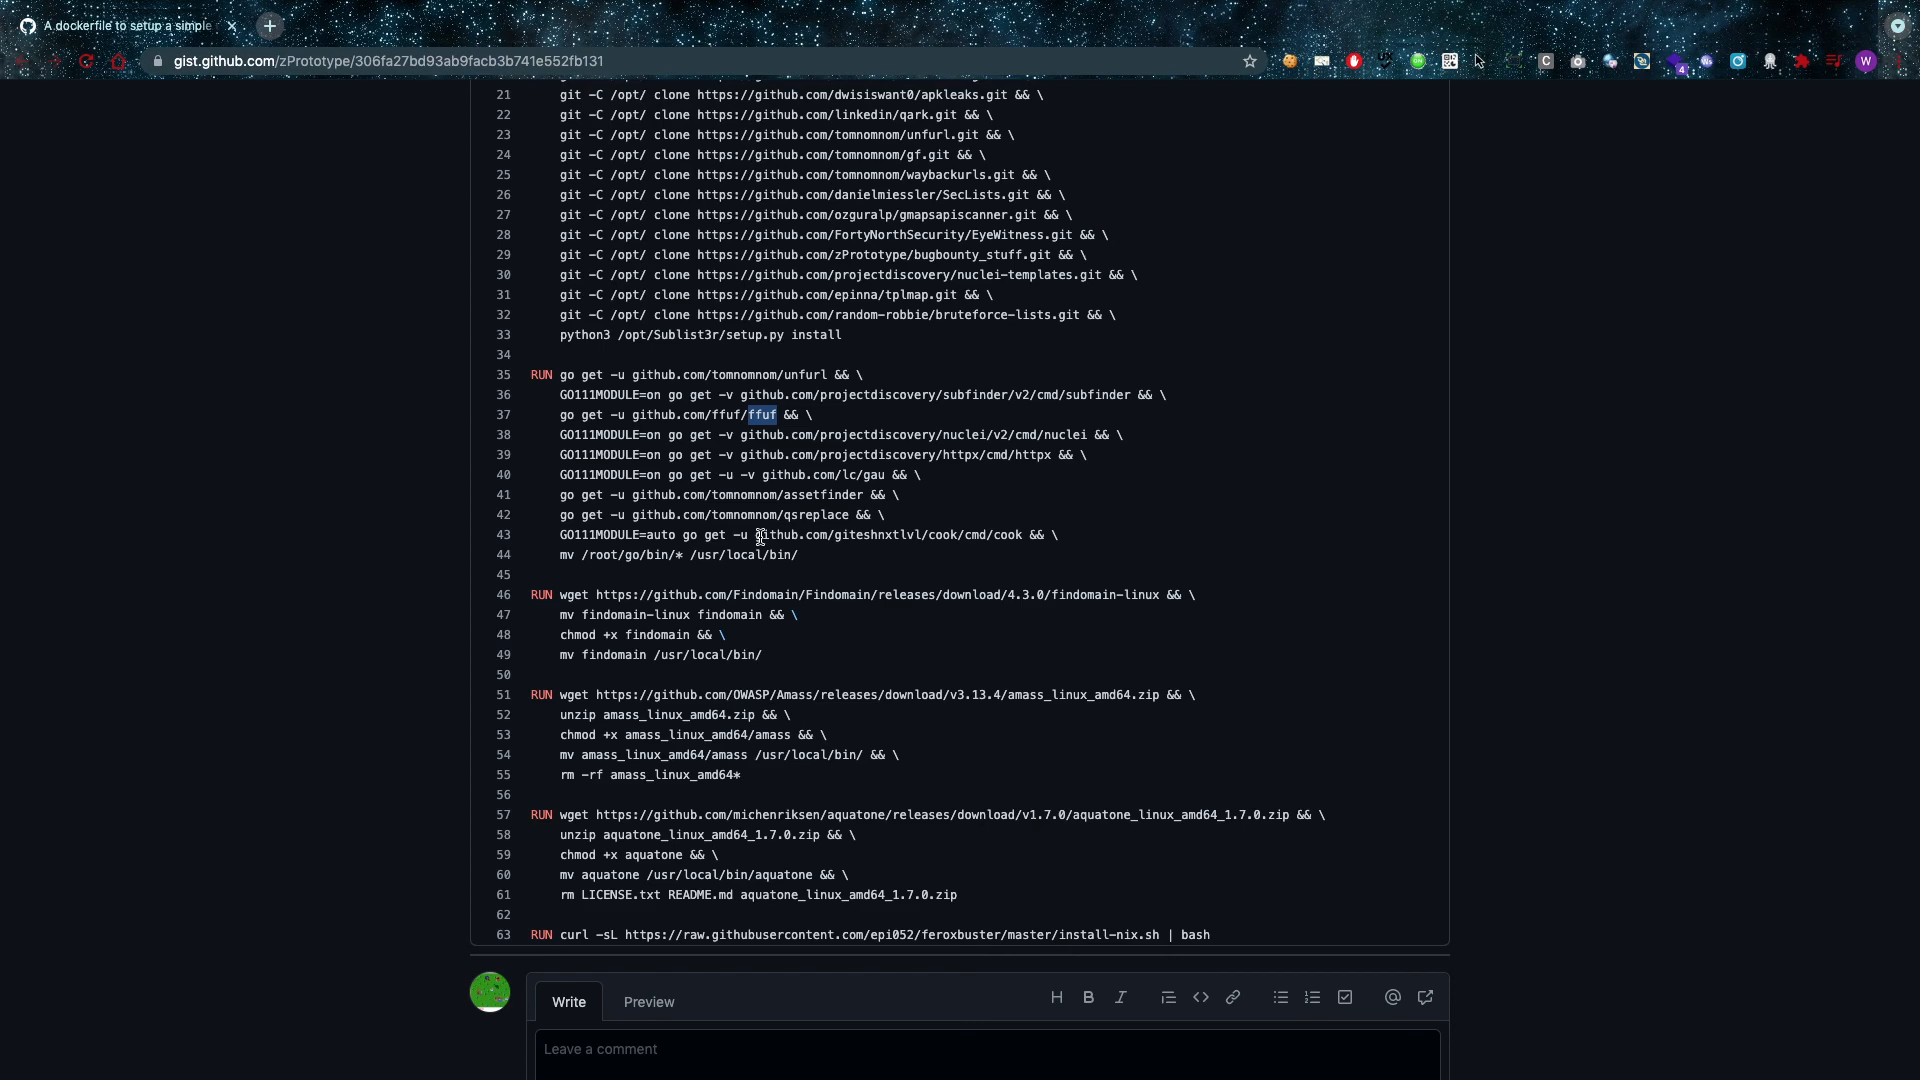 A dockerfile to setup a simple
gist.github.com/zPrototype/306fa27bd93ab9facb3b741e552fb131
21 git -C /opt/ clone https://github.com/dwisiswant0/apkleaks.git && \
22 git -C /opt/ clone https://github.com/linkedin/qark.git && \
23 git -C /opt/ clone https://github.com/tomnomnom/unfurl.git && \
24 git -C /opt/ clone https://github.com/tomnomnom/gf.git && \
25 git -C /opt/ clone https://github.com/tomnomnom/waybackurls.git && \
26 git -C /opt/ clone https://github.com/danielmiessler/SecLists.git && \
27 git -C /opt/ clone https://github.com/ozguralp/gmapsapiscanner.git && \
28 git -C /opt/ clone https://github.com/FortyNorthSecurity/EyeWitness.git && \
29 git -C /opt/ clone https://github.com/zPrototype/bugbounty_stuff.git && \
30 git -C /opt/ clone https://github.com/projectdiscovery/nuclei-templates.git && \
31 git -C /opt/ clone https://github.com/epinna/tplmap.git && \
32 git -C /opt/ clone https://github.com/random-robbie/bruteforce-lists.git && \
33 python3 /opt/Sublist3r/setup.py install
34
35 RUN go get -u github.com/tomnomnom/unfurl && \
36 GO111MODULE=on go get -v github.com/projectdiscovery/subfinder/v2/cmd/subfinder && \
37 go get -u github.com/ffuf/ffuf && \
38 GO111MODULE=on go get -v github.com/projectdiscovery/nuclei/v2/cmd/nuclei && \
39 GO111MODULE=on go get -v github.com/projectdiscovery/httpx/cmd/httpx && \
40 GO111MODULE=on go get -u -v github.com/lc/gau && \
41 go get -u github.com/tomnomnom/assetfinder && \
42 go get -u github.com/tomnomnom/qsreplace && \
43 GO111MODULE=auto go get -u github.com/giteshnxtlvl/cook/cmd/cook && \
44 mv /root/go/bin/* /usr/local/bin/
45
46 RUN wget https://github.com/Findomain/Findomain/releases/download/4.3.0/findomain-linux && \
47 mv findomain-linux findomain && \
48 chmod +x findomain && \
49 mv findomain /usr/local/bin/
50
51 RUN wget https://github.com/OWASP/Amass/releases/download/v3.13.4/amass_linux_amd64.zip && \
52 unzip amass_linux_amd64.zip && \
53 chmod +x amass_linux_amd64/amass && \
54 mv amass_linux_amd64/amass /usr/local/bin/ && \
55 rm -rf amass_linux_amd64*
56
57 RUN wget https://github.com/michenriksen/aquatone/releases/download/v1.7.0/aquatone_linux_amd64_1.7.0.zip && \
58 unzip aquatone_linux_amd64_1.7.0.zip && \
59 chmod +x aquatone && \
60 mv aquatone /usr/local/bin/aquatone && \
61 rm LICENSE.txt README.md aquatone_linux_amd64_1.7.0.zip
62
63 RUN curl -sL https://raw.githubusercontent.com/epi052/feroxbuster/master/install-nix.sh | bash
Write Preview
Leave a comment